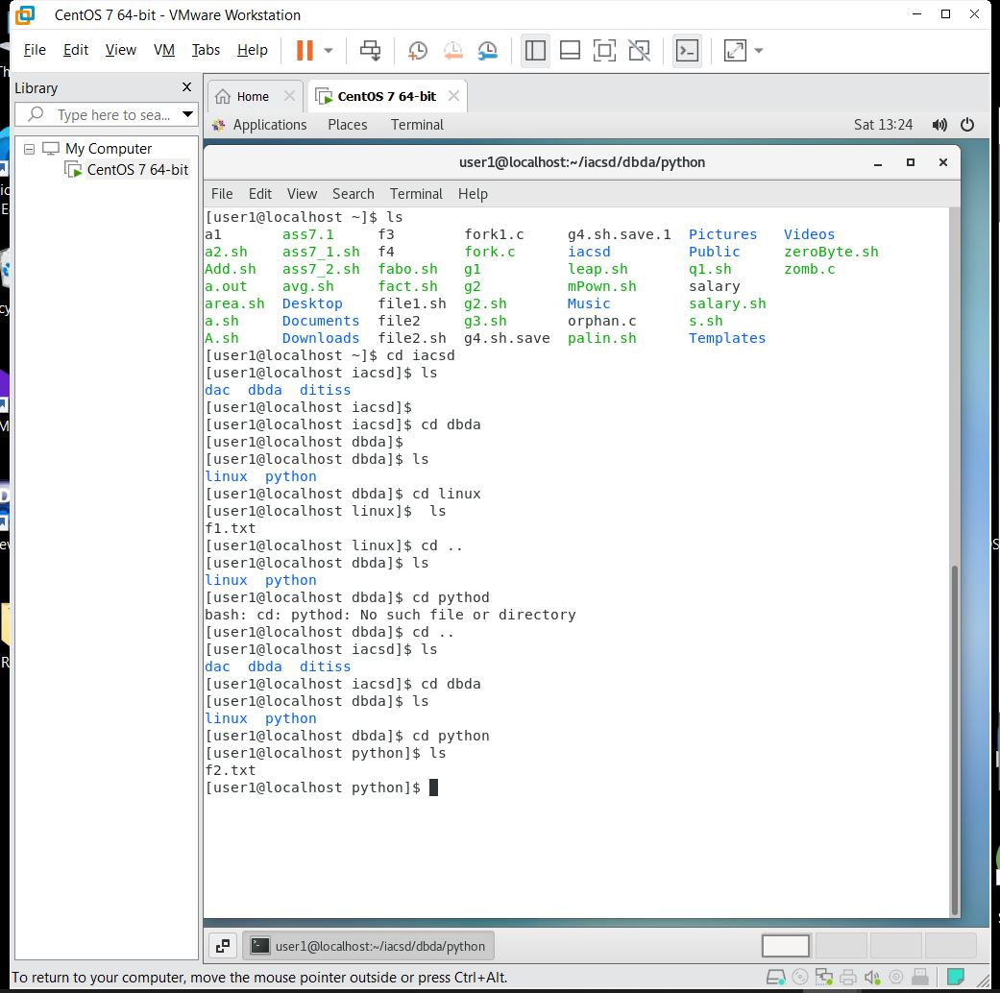 CentOS 7 64-bit - VMware Workstation
File Edit View VM Tabs Help
Library
Type here to sea...
My Computer
CentOS 7 64-bit
Home
CentOS 7 64-bit
Applications Places Terminal Sat 13:24
user1@localhost:~/iacsd/dbda/python
File Edit View Search Terminal Help
[user1@localhost ~]$ ls
a1 ass7.1 f3 fork1.c g4.sh.save.1 Pictures Videos
a2.sh ass7_1.sh f4 fork.c iacsd Public zeroByte.sh
Add.sh ass7_2.sh fabo.sh g1 leap.sh q1.sh zomb.c
a.out avg.sh fact.sh g2 mPown.sh salary
area.sh Desktop file1.sh g2.sh Music salary.sh
a.sh Documents file2 g3.sh orphan.c s.sh
A.sh Downloads file2.sh g4.sh.save palin.sh Templates
[user1@localhost ~]$ cd iacsd
[user1@localhost iacsd]$ ls
dac dbda ditiss
[user1@localhost iacsd]$
[user1@localhost iacsd]$ cd dbda
[user1@localhost dbda]$
[user1@localhost dbda]$ ls
linux python
[user1@localhost dbda]$ cd linux
[user1@localhost linux]$  ls
f1.txt
[user1@localhost linux]$ cd ..
[user1@localhost dbda]$ ls
linux python
[user1@localhost dbda]$ cd pythod
bash: cd: pythod: No such file or directory
[user1@localhost dbda]$ cd ..
[user1@localhost iacsd]$ ls
dac dbda ditiss
[user1@localhost iacsd]$ cd dbda
[user1@localhost dbda]$ ls
linux python
[user1@localhost dbda]$ cd python
[user1@localhost python]$ ls
f2.txt
[user1@localhost python]$
user1@localhost:~/iacsd/dbda/python
To return to your computer, move the mouse pointer outside or press Ctrl+Alt.